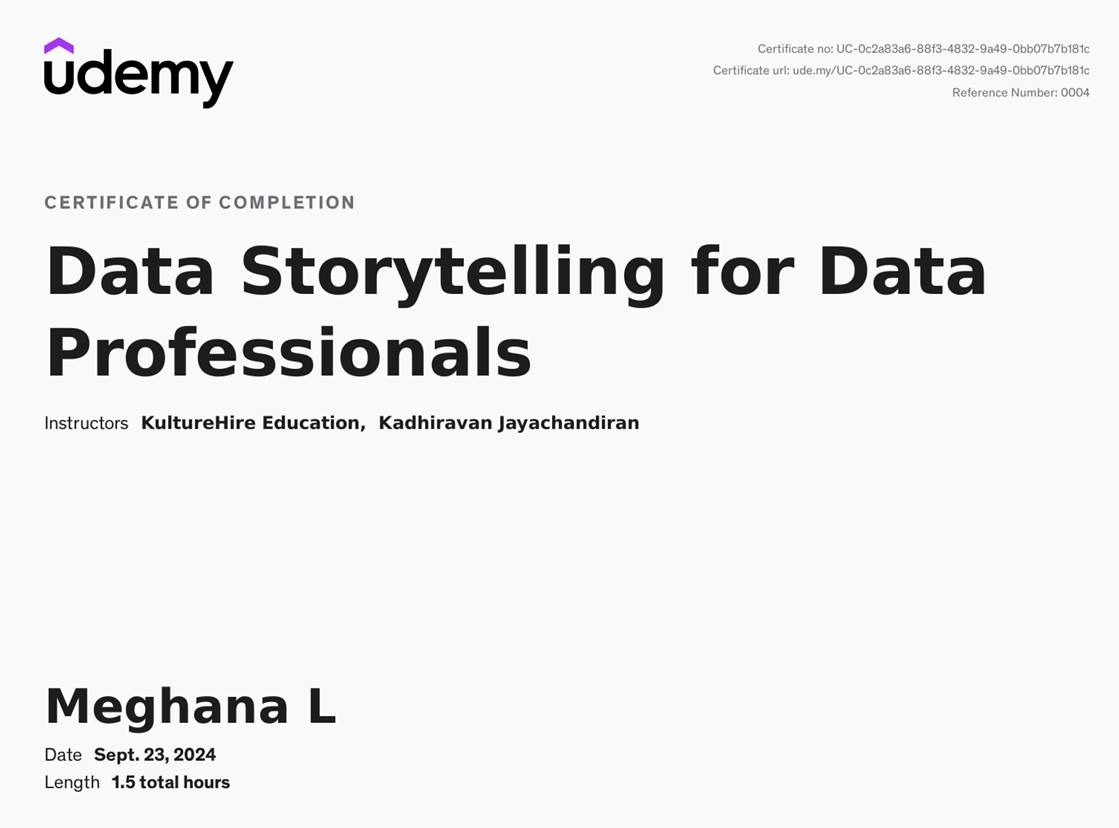 udemy
Certificate no: UC-0c2a83a6-88f3-4832-9a49-0bb07b7b181c
Certificate url: ude.my/UC-0c2a83a6-88f3-4832-9a49-0bb07b7b181c
Reference Number: 0004
CERTIFICATE OF COMPLETION
Data Storytelling for Data
Professionals
Instructors KultureHire Education, Kadhiravan Jayachandiran
Meghana L
Date Sept. 23, 2024
Length 1.5 total hours